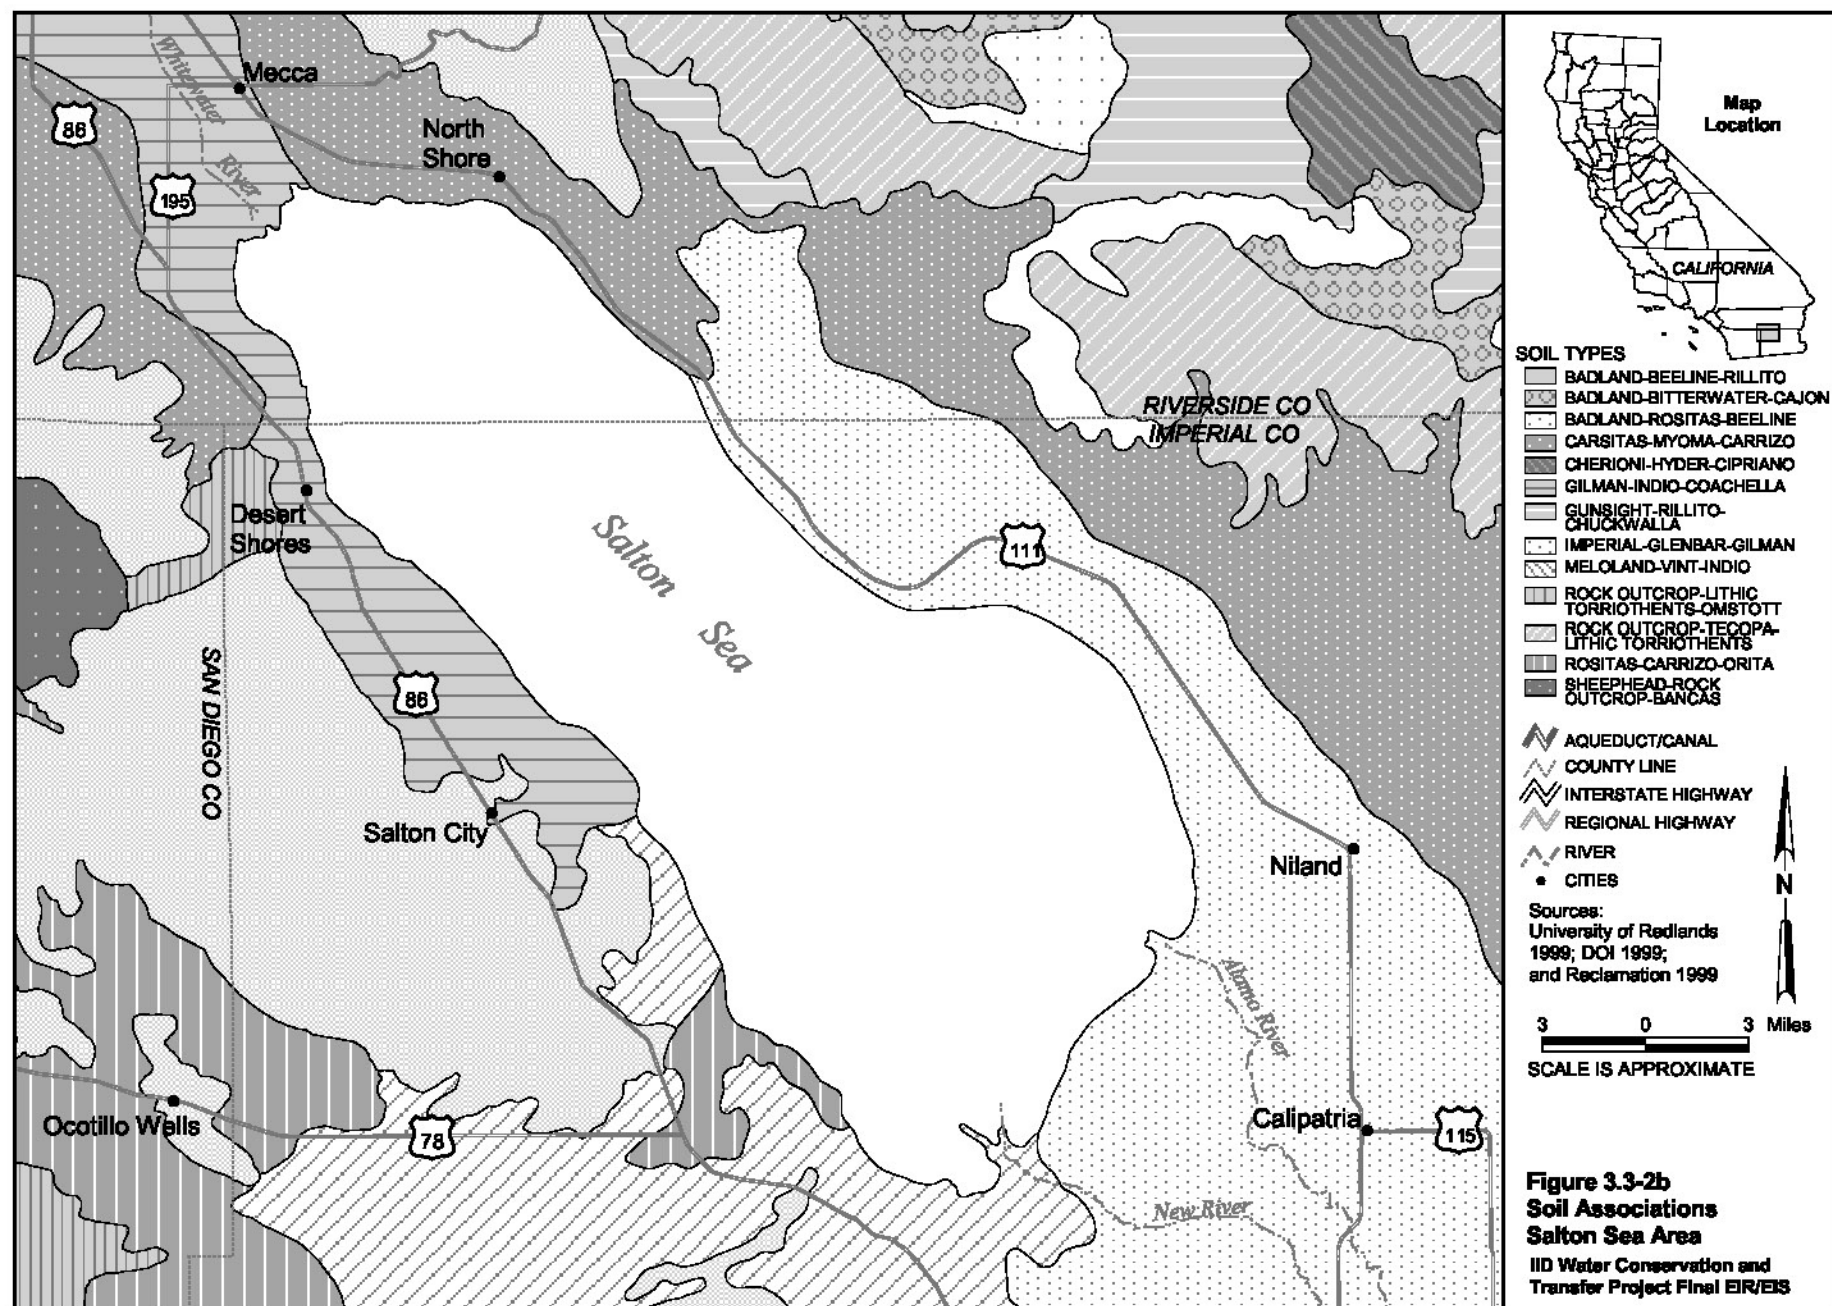 Mecca
Whitewater
River
86
195
North
Shore
RIVERSIDE CO
IMPERIAL CO
Desert
Shores
Salton
Sea
111
SAN DIEGO CO
86
Salton City
Niland
Alamo River
Ocotillo Wells
78
Calipatria
115
New River
Map
Location
CALIFORNIA
SOIL TYPES
BADLAND-BEELINE-RILLITO
BADLAND-BITTERWATER-CAJON
BADLAND-ROSITAS-BEELINE
CARSITAS-MYOMA-CARRIZO
CHERIONI-HYDER-CIPRIANO
GILMAN-INDIO-COACHELLA
GUNSIGHT-RILLITO-
CHUCKWALLA
IMPERIAL-GLENBAR-GILMAN
MELOLAND-VINT-INDIO
ROCK OUTCROP-LITHIC
TORRIOTHENTS-OMSTOTT
ROCK OUTCROP-TECOPA-
LITHIC TORRIOTHENTS
ROSITAS-CARRIZO-ORITA
SHEEPHEAD-ROCK
OUTCROP-BANCAS
AQUEDUCT/CANAL
COUNTY LINE
INTERSTATE HIGHWAY
REGIONAL HIGHWAY
RIVER
CITIES
N
Sources:
University of Redlands
1999; DOI 1999;
and Reclamation 1999
3 0 3 Miles
SCALE IS APPROXIMATE
Figure 3.3-2b
Soil Associations
Salton Sea Area
IID Water Conservation and
Transfer Project Final EIR/EIS